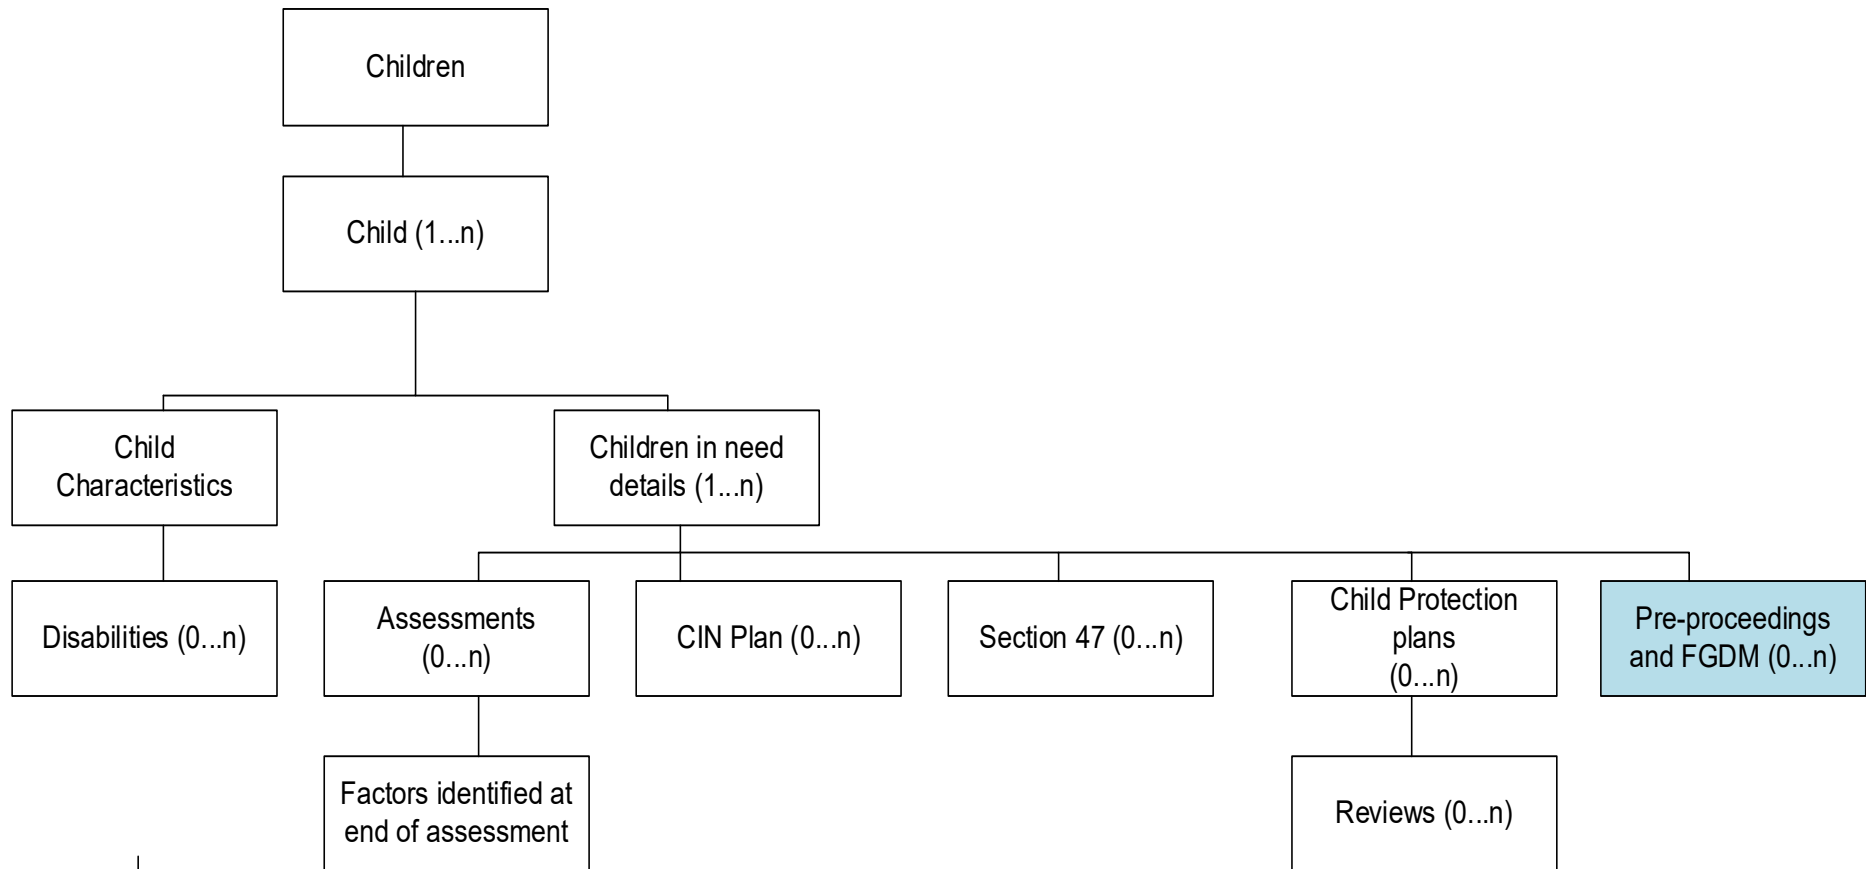 Children
Child (1...n)
Child
Characteristics
Children in need
details (1...n)
Disabilities (0...n)
Assessments
(0...n)
CIN Plan (0...n)
Section 47 (0...n)
Child Protection
plans
(0...n)
Pre-proceedings
and FGDM (0...n)
Factors identified at
end of assessment
Reviews (0...n)